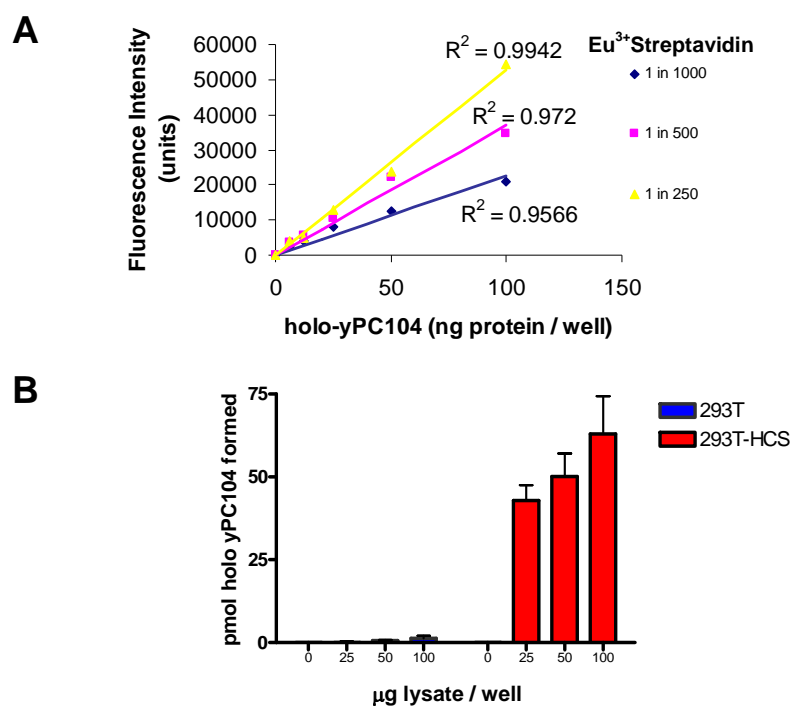 A
Fluorescence Intensity
(units)
60000
50000
40000
30000
20000
10000
0
R² = 0.9942
R² = 0.972
R² = 0.9566
0 50 100 150
holo-yPC104 (ng protein / well)
Eu³⁺Streptavidin
1 in 1000
1 in 500
1 in 250
B
pmol holo yPC104 formed
75
50
25
0
0 25 50 100 0 25 50 100
μg lysate / well
293T
293T-HCS